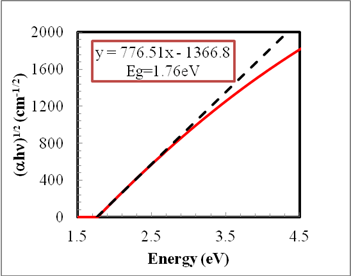 2000
1600
1200
800
400
0
y = 776.51x - 1366.8
Eg=1.76eV
(αhν)1/2 (cm-1/2)
1.5 2.5 3.5 4.5
Energy (eV)